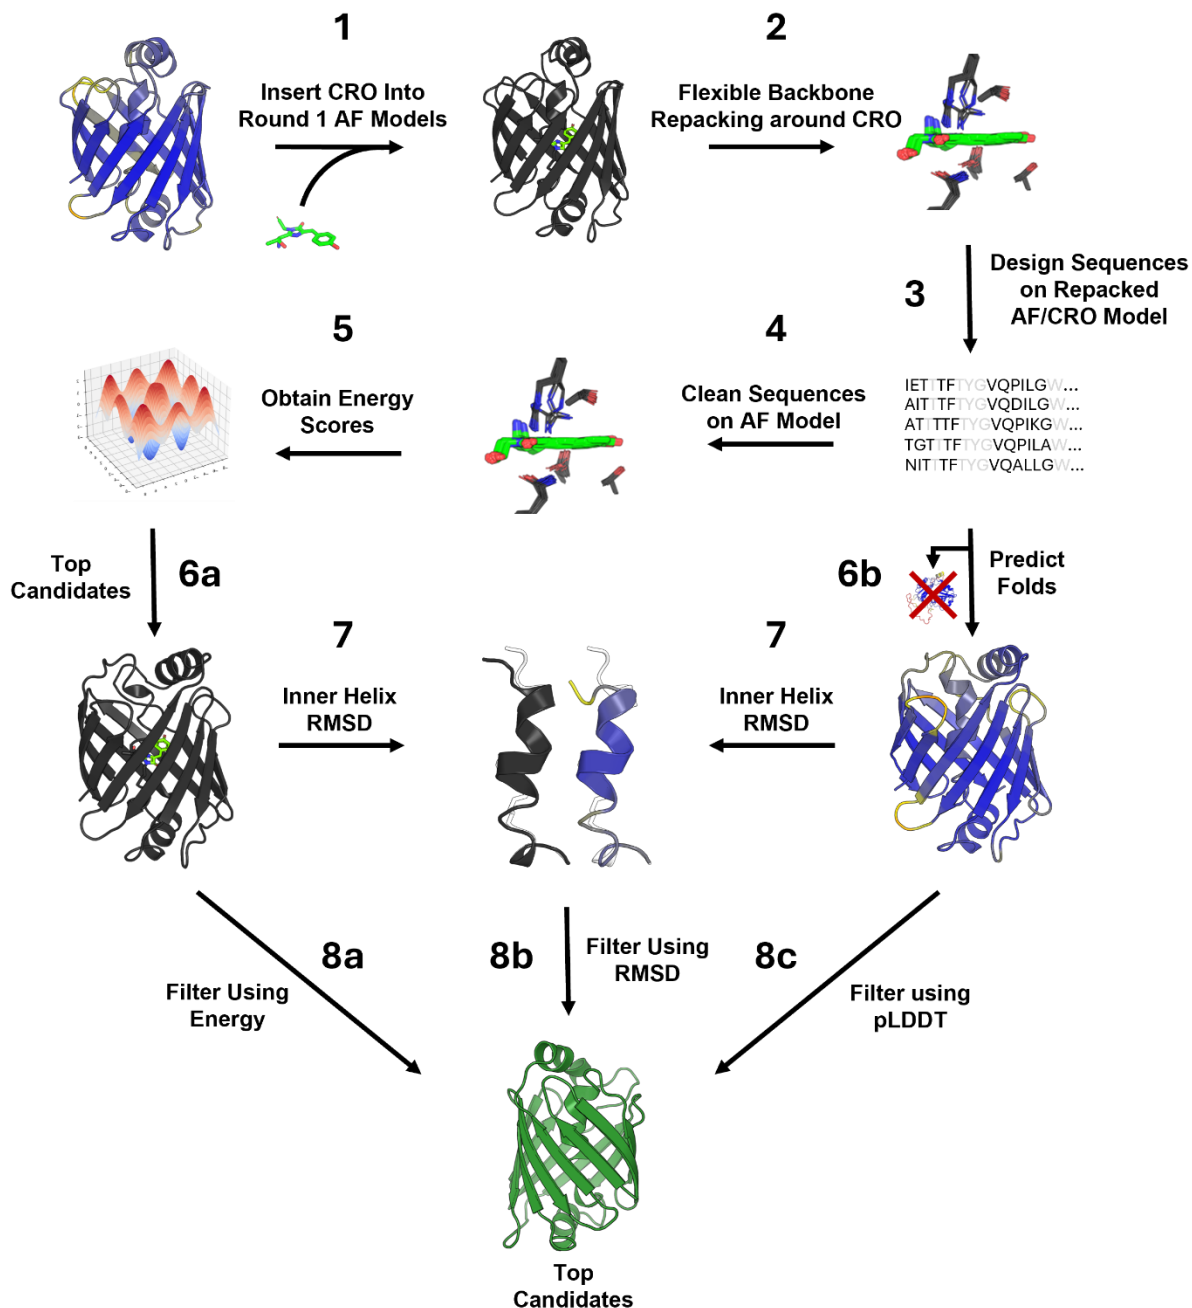 1
Insert CRO Into
Round 1 AF Models
2
Flexible Backbone
Repacking around CRO
3
Design Sequences
on Repacked
AF/CRO Model
IETTTFTYGVQPILGW...
AITTTFTYGVQDILGW...
ATTTTFTYGVQPIKGW...
TGTTTFTYGVQPILAW...
NITTTFTYGVQALLGW...
4
Clean Sequences
on AF Model
5
Obtain Energy
Scores
Top
Candidates
6a
6b
Predict
Folds
7
Inner Helix
RMSD
7
Inner Helix
RMSD
8a
Filter Using
Energy
8b
Filter Using
RMSD
8c
Filter using
pLDDT
Top
Candidates